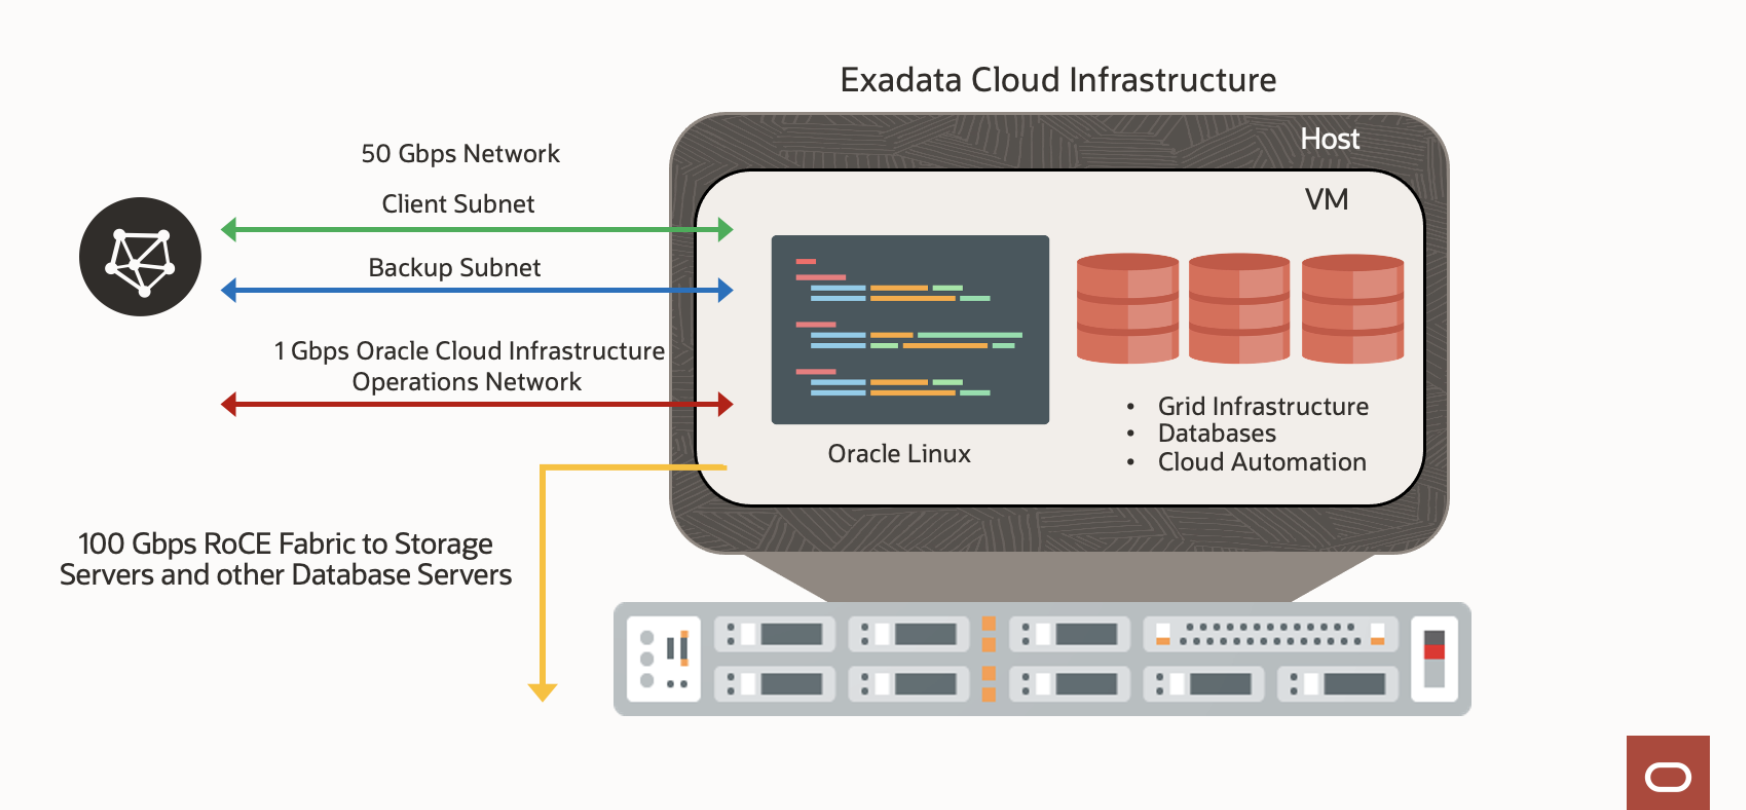 Exadata Cloud Infrastructure
Host
VM
50 Gbps Network
Client Subnet
Backup Subnet
1 Gbps Oracle Cloud Infrastructure
Operations Network
Oracle Linux
• Grid Infrastructure
• Databases
• Cloud Automation
100 Gbps RoCE Fabric to Storage
Servers and other Database Servers